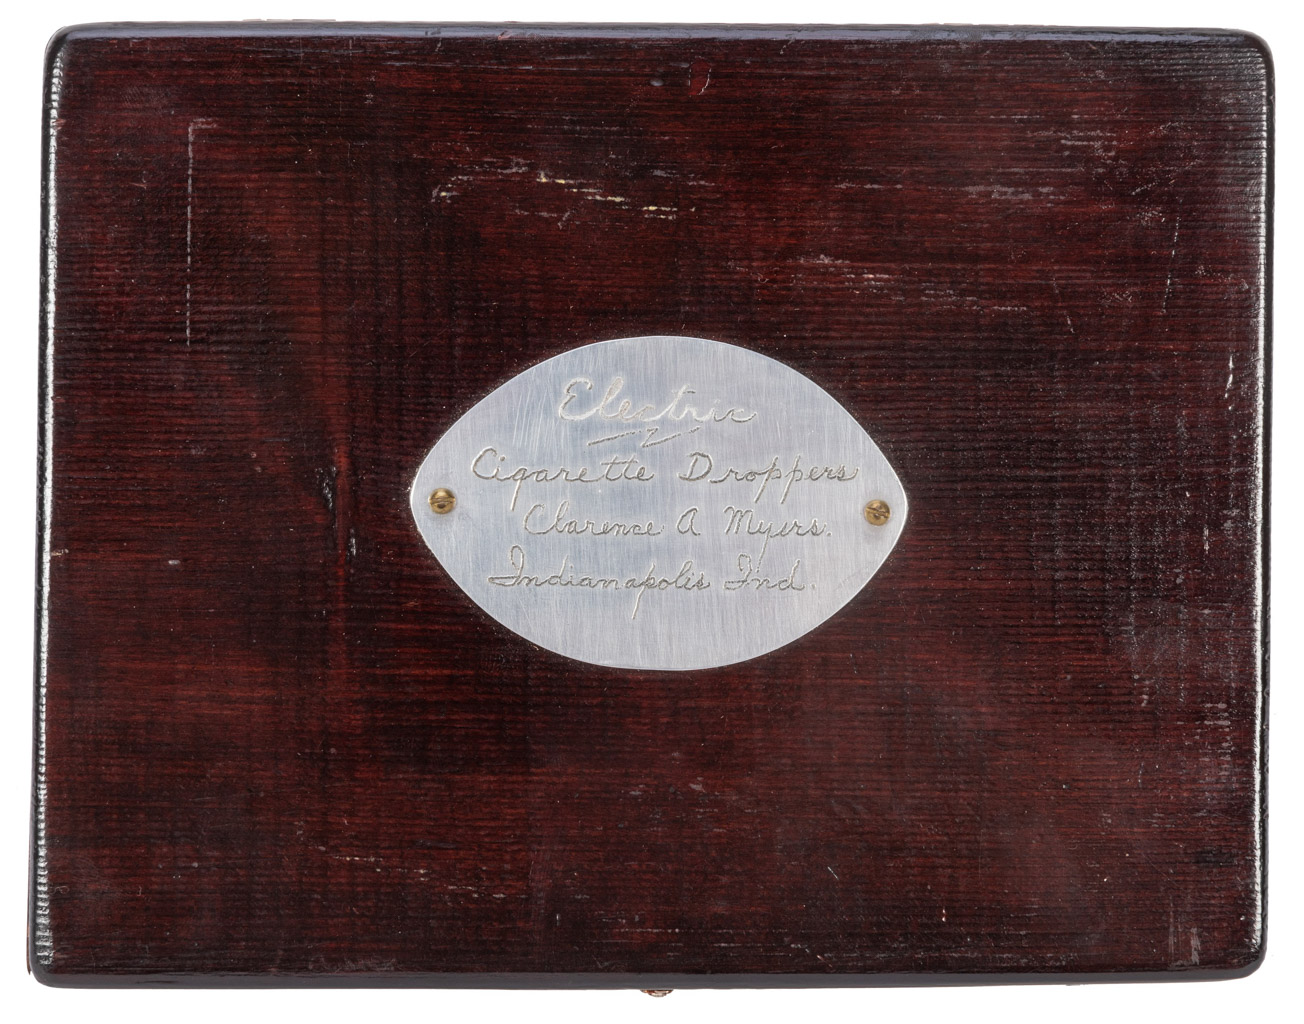 Electric
Cigarette Droppers
Clarence A Myers.
Indianapolis Ind.